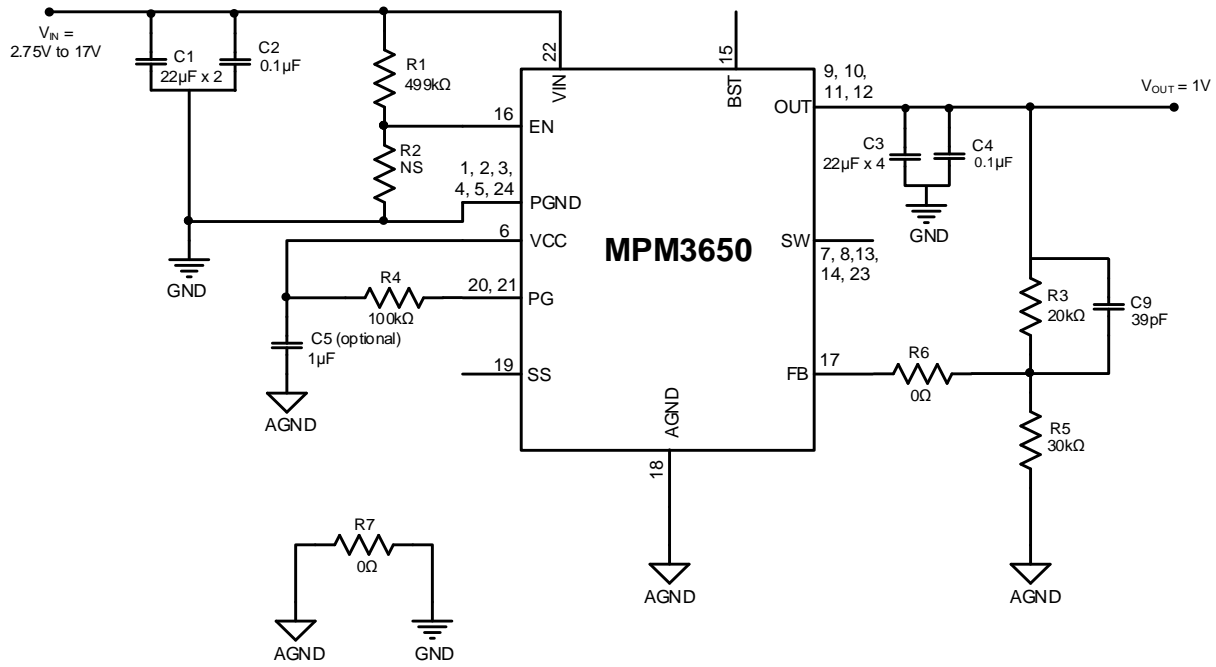 V_IN =
2.75V to 17V
C1
22µF x 2
C2
0.1µF
R1
499kΩ
22
VIN
15
BST
9, 10,
11, 12
OUT
V_OUT = 1V
16
EN
R2
NS
C3
22µF x 4
C4
0.1µF
GND
1, 2, 3,
4, 5, 24
PGND
GND
6
VCC
MPM3650
SW
7, 8,13,
14, 23
R4
100kΩ
20, 21
PG
R3
20kΩ
C9
39pF
C5 (optional)
1µF
AGND
19
SS
17
FB
R6
0Ω
AGND
18
R5
30kΩ
AGND
AGND
R7
0Ω
AGND
GND